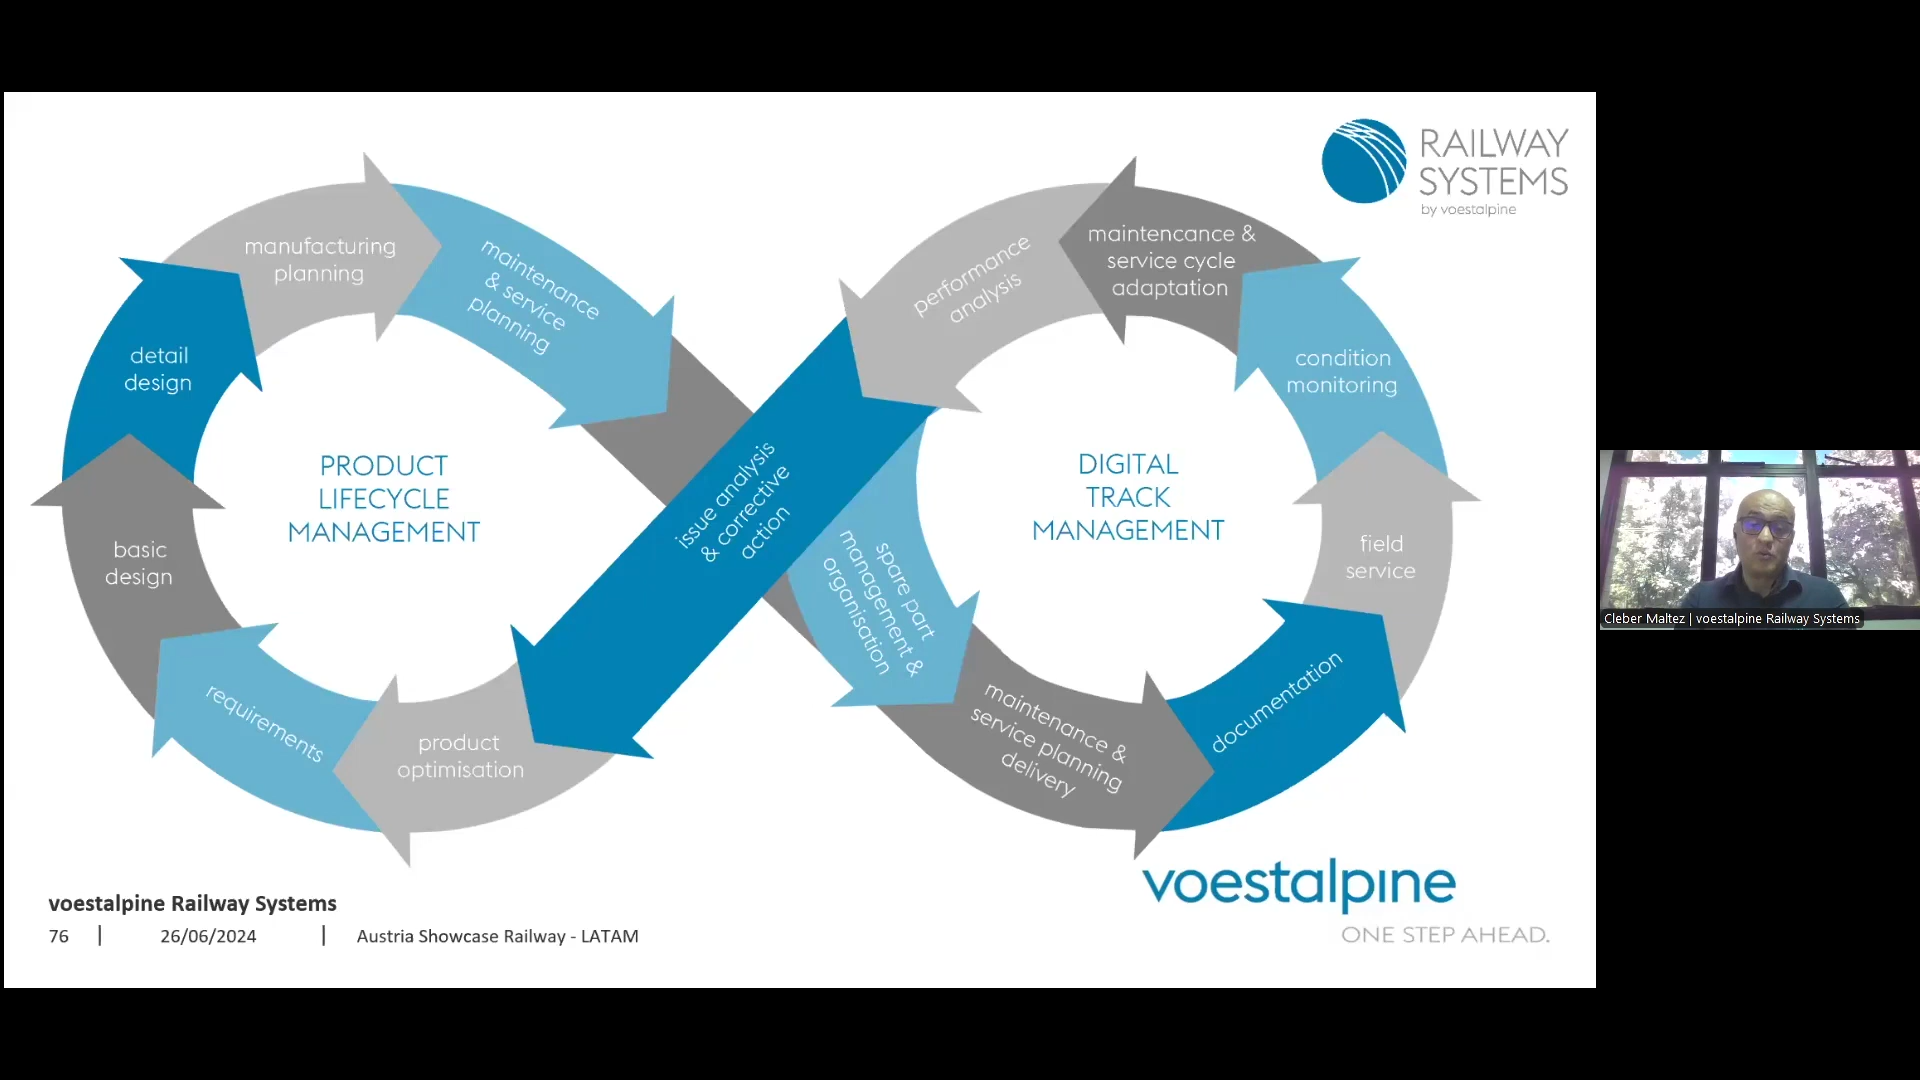 RAILWAY
SYSTEMS
by voestalpine
manufacturing
planning
maintenance
& service
planning
detail
design
basic
design
requirements
product
optimisation
issue analysis
& corrective
action
PRODUCT
LIFECYCLE
MANAGEMENT
performance
analysis
maintencance &
service cycle
adaptation
condition
monitoring
field
service
documentation
maintenance &
service planning
delivery
spare part
management &
organisation
DIGITAL
TRACK
MANAGEMENT
voestalpine
ONE STEP AHEAD.
voestalpine Railway Systems
76 | 26/06/2024 | Austria Showcase Railway - LATAM
Cleber Maltez | voestalpine Railway Systems